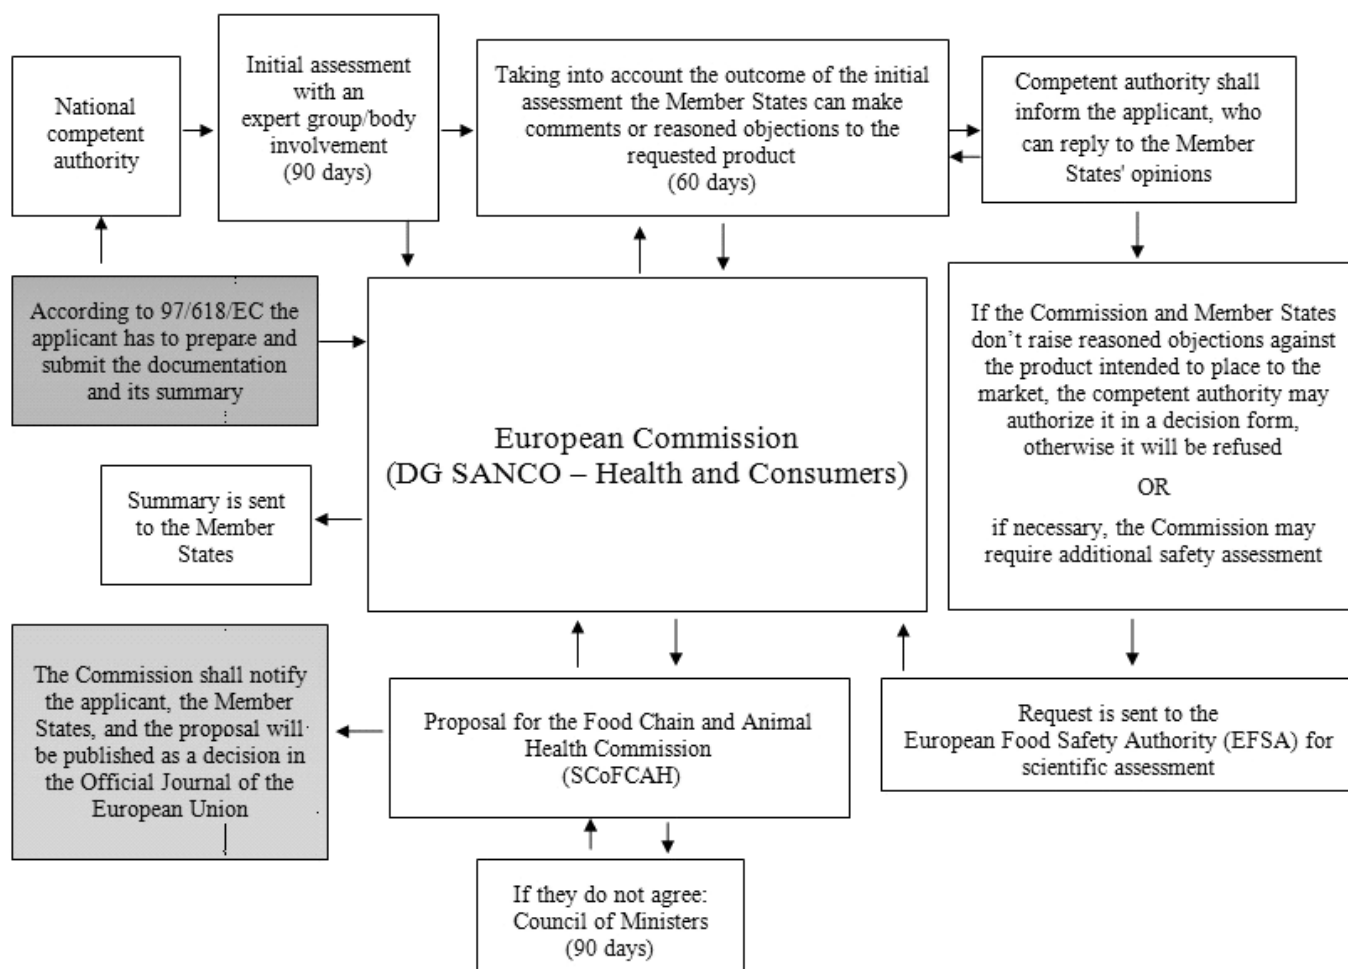 National
competent
authority
Initial assessment
with an
expert group/body
involvement
(90 days)
Taking into account the outcome of the initial
assessment the Member States can make
comments or reasoned objections to the
requested product
(60 days)
Competent authority shall
inform the applicant, who
can reply to the Member
States' opinions
According to 97/618/EC the
applicant has to prepare and
submit the documentation
and its summary
European Commission
(DG SANCO – Health and Consumers)
If the Commission and Member States
don't raise reasoned objections against
the product intended to place to the
market, the competent authority may
authorize it in a decision form,
otherwise it will be refused
OR
if necessary, the Commission may
require additional safety assessment
Summary is sent
to the Member
States
The Commission shall notify
the applicant, the Member
States, and the proposal will
be published as a decision in
the Official Journal of the
European Union
Proposal for the Food Chain and Animal
Health Commission
(SCoFCAH)
Request is sent to the
European Food Safety Authority (EFSA) for
scientific assessment
If they do not agree:
Council of Ministers
(90 days)